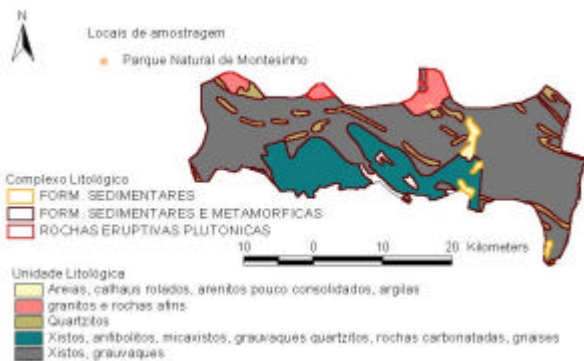 N
Locais de amostragem
Parque Natural de Montesinho
Complexo Litológico
FORM. SEDIMENTARES
FORM. SEDIMENTARES E METAMORFICAS
ROCHAS ERUPTIVAS PLUTONICAS
10 0 10 20 Kilometers
Unidade Litológica
Areias, calhaus rolados, arenitos pouco consolidados, argilas
granitos e rochas afins
Quartzitos
Xistos, anfibolitos, micaxistos, grauvaques quartzitos, rochas carbonatadas, gnaises
Xistos, grauvaques